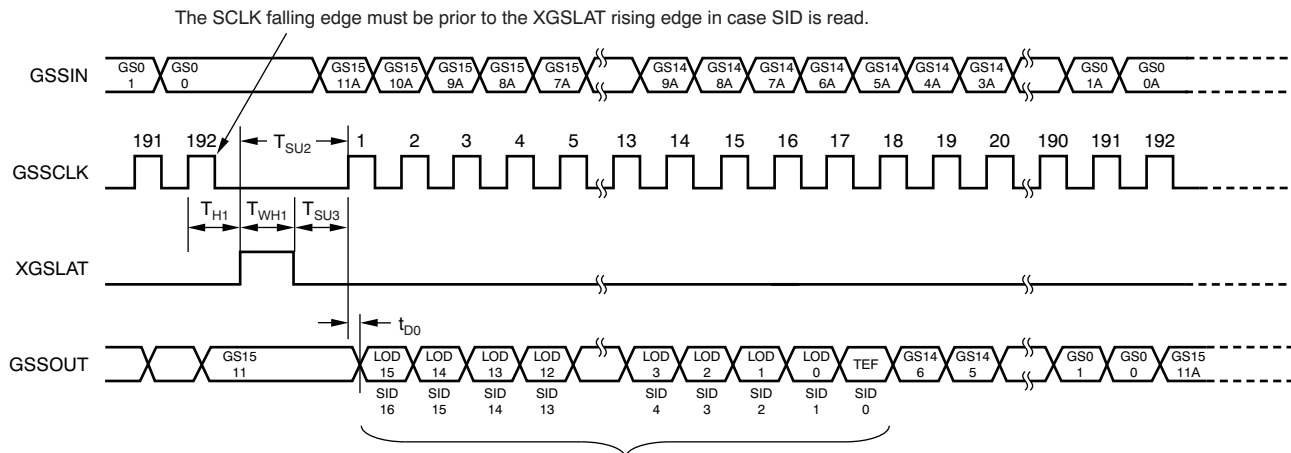 The SCLK falling edge must be prior to the XGSLAT rising edge in case SID is read.
GSSIN
GS0 1
GS0 0
GS15 11A
GS15 10A
GS15 9A
GS15 8A
GS15 7A
GS14 9A
GS14 8A
GS14 7A
GS14 6A
GS14 5A
GS14 4A
GS14 3A
GS0 1A
GS0 0A
191 192 TSU2 1 2 3 4 5 13 14 15 16 17 18 19 20 190 191 192
GSSCLK
TH1 TWH1 TSU3
XGSLAT
tD0
GSSOUT
GS15 11
LOD 15
LOD 14
LOD 13
LOD 12
LOD 3
LOD 2
LOD 1
LOD 0
TEF
GS14 6
GS14 5
GS0 1
GS0 0
GS15 11A
SID 16
SID 15
SID 14
SID 13
SID 4
SID 3
SID 2
SID 1
SID 0